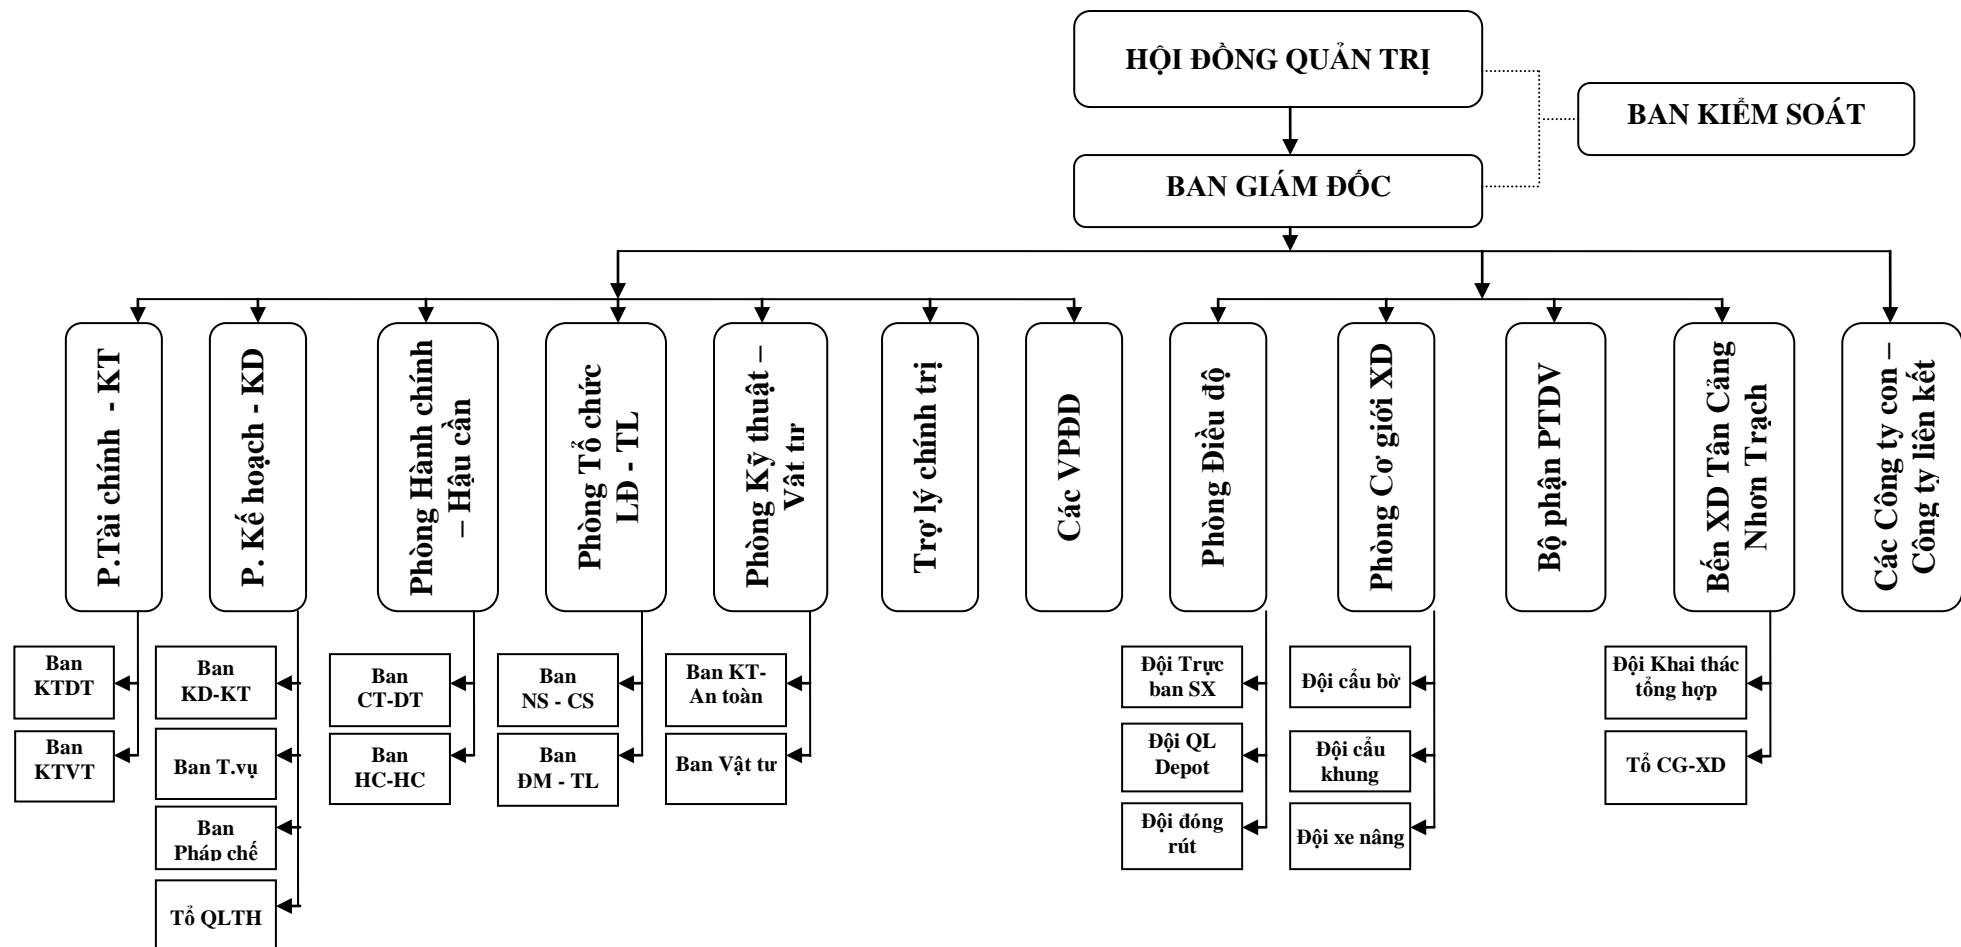 HỘI ĐỒNG QUẢN TRỊ
BAN KIỂM SOÁT
BAN GIÁM ĐỐC
P.Tài chính - KT
P. Kế hoạch - KD
Phòng Hành chính
– Hậu cần
Phòng Tổ chức
LĐ - TL
Phòng Kỹ thuật –
Vật tư
Trợ lý chính trị
Các VPĐD
Phòng Điều độ
Phòng Cơ giới XD
Bộ phận PTDV
Bến XD Tân Cảng
Nhơn Trạch
Các Công ty con –
Công ty liên kết
Ban
KTDT
Ban
KTVT
Ban
KD-KT
Ban T.vụ
Ban
Pháp chế
Tổ QLTH
Ban
CT-DT
Ban
HC-HC
Ban
NS - CS
Ban
ĐM - TL
Ban KT-
An toàn
Ban Vật tư
Đội Trực
ban SX
Đội QL
Depot
Đội đóng
rút
Đội cẩu bờ
Đội cẩu
khung
Đội xe nâng
Đội Khai thác
tổng hợp
Tổ CG-XD